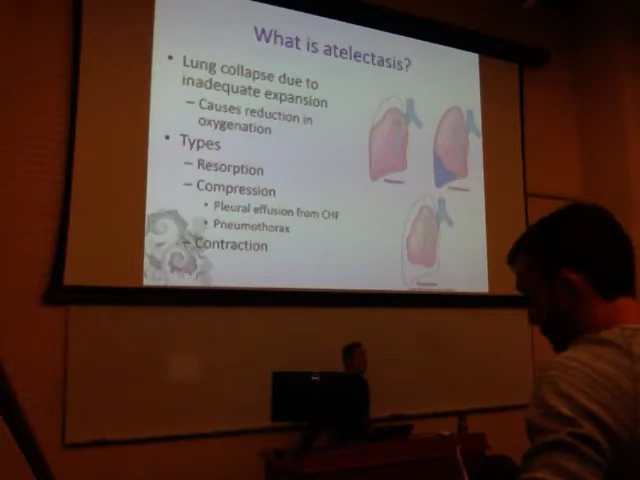 What is atelectasis?
• Lung collapse due to
inadequate expansion
– Causes reduction in
oxygenation
• Types
– Resorption
– Compression
• Pleural effusion from CHF
• Pneumothorax
– Contraction